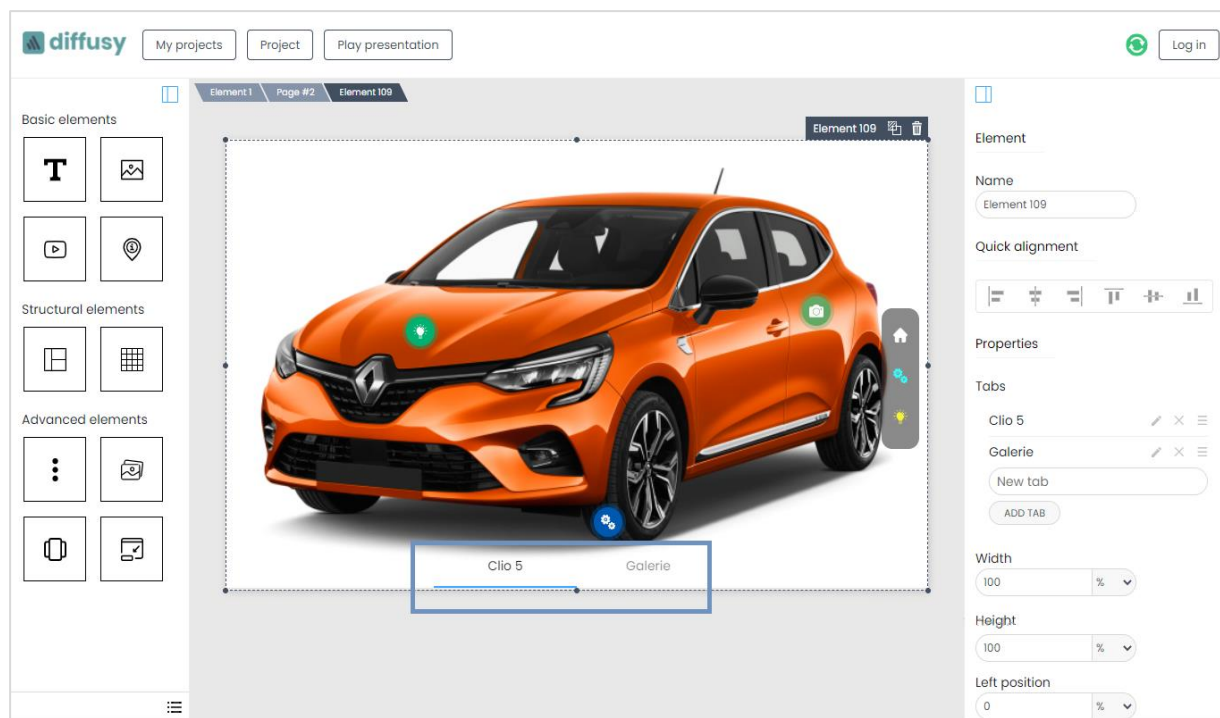 diffusy
My projects
Project
Play presentation
Log in
Element 1
Page #2
Element 109
Basic elements
T
Structural elements
Advanced elements
Element 109
Clio 5
Galerie
Element
Name
Element 109
Quick alignment
Properties
Tabs
Clio 5
Galerie
New tab
ADD TAB
Width
100 %
Height
100 %
Left position
0 %